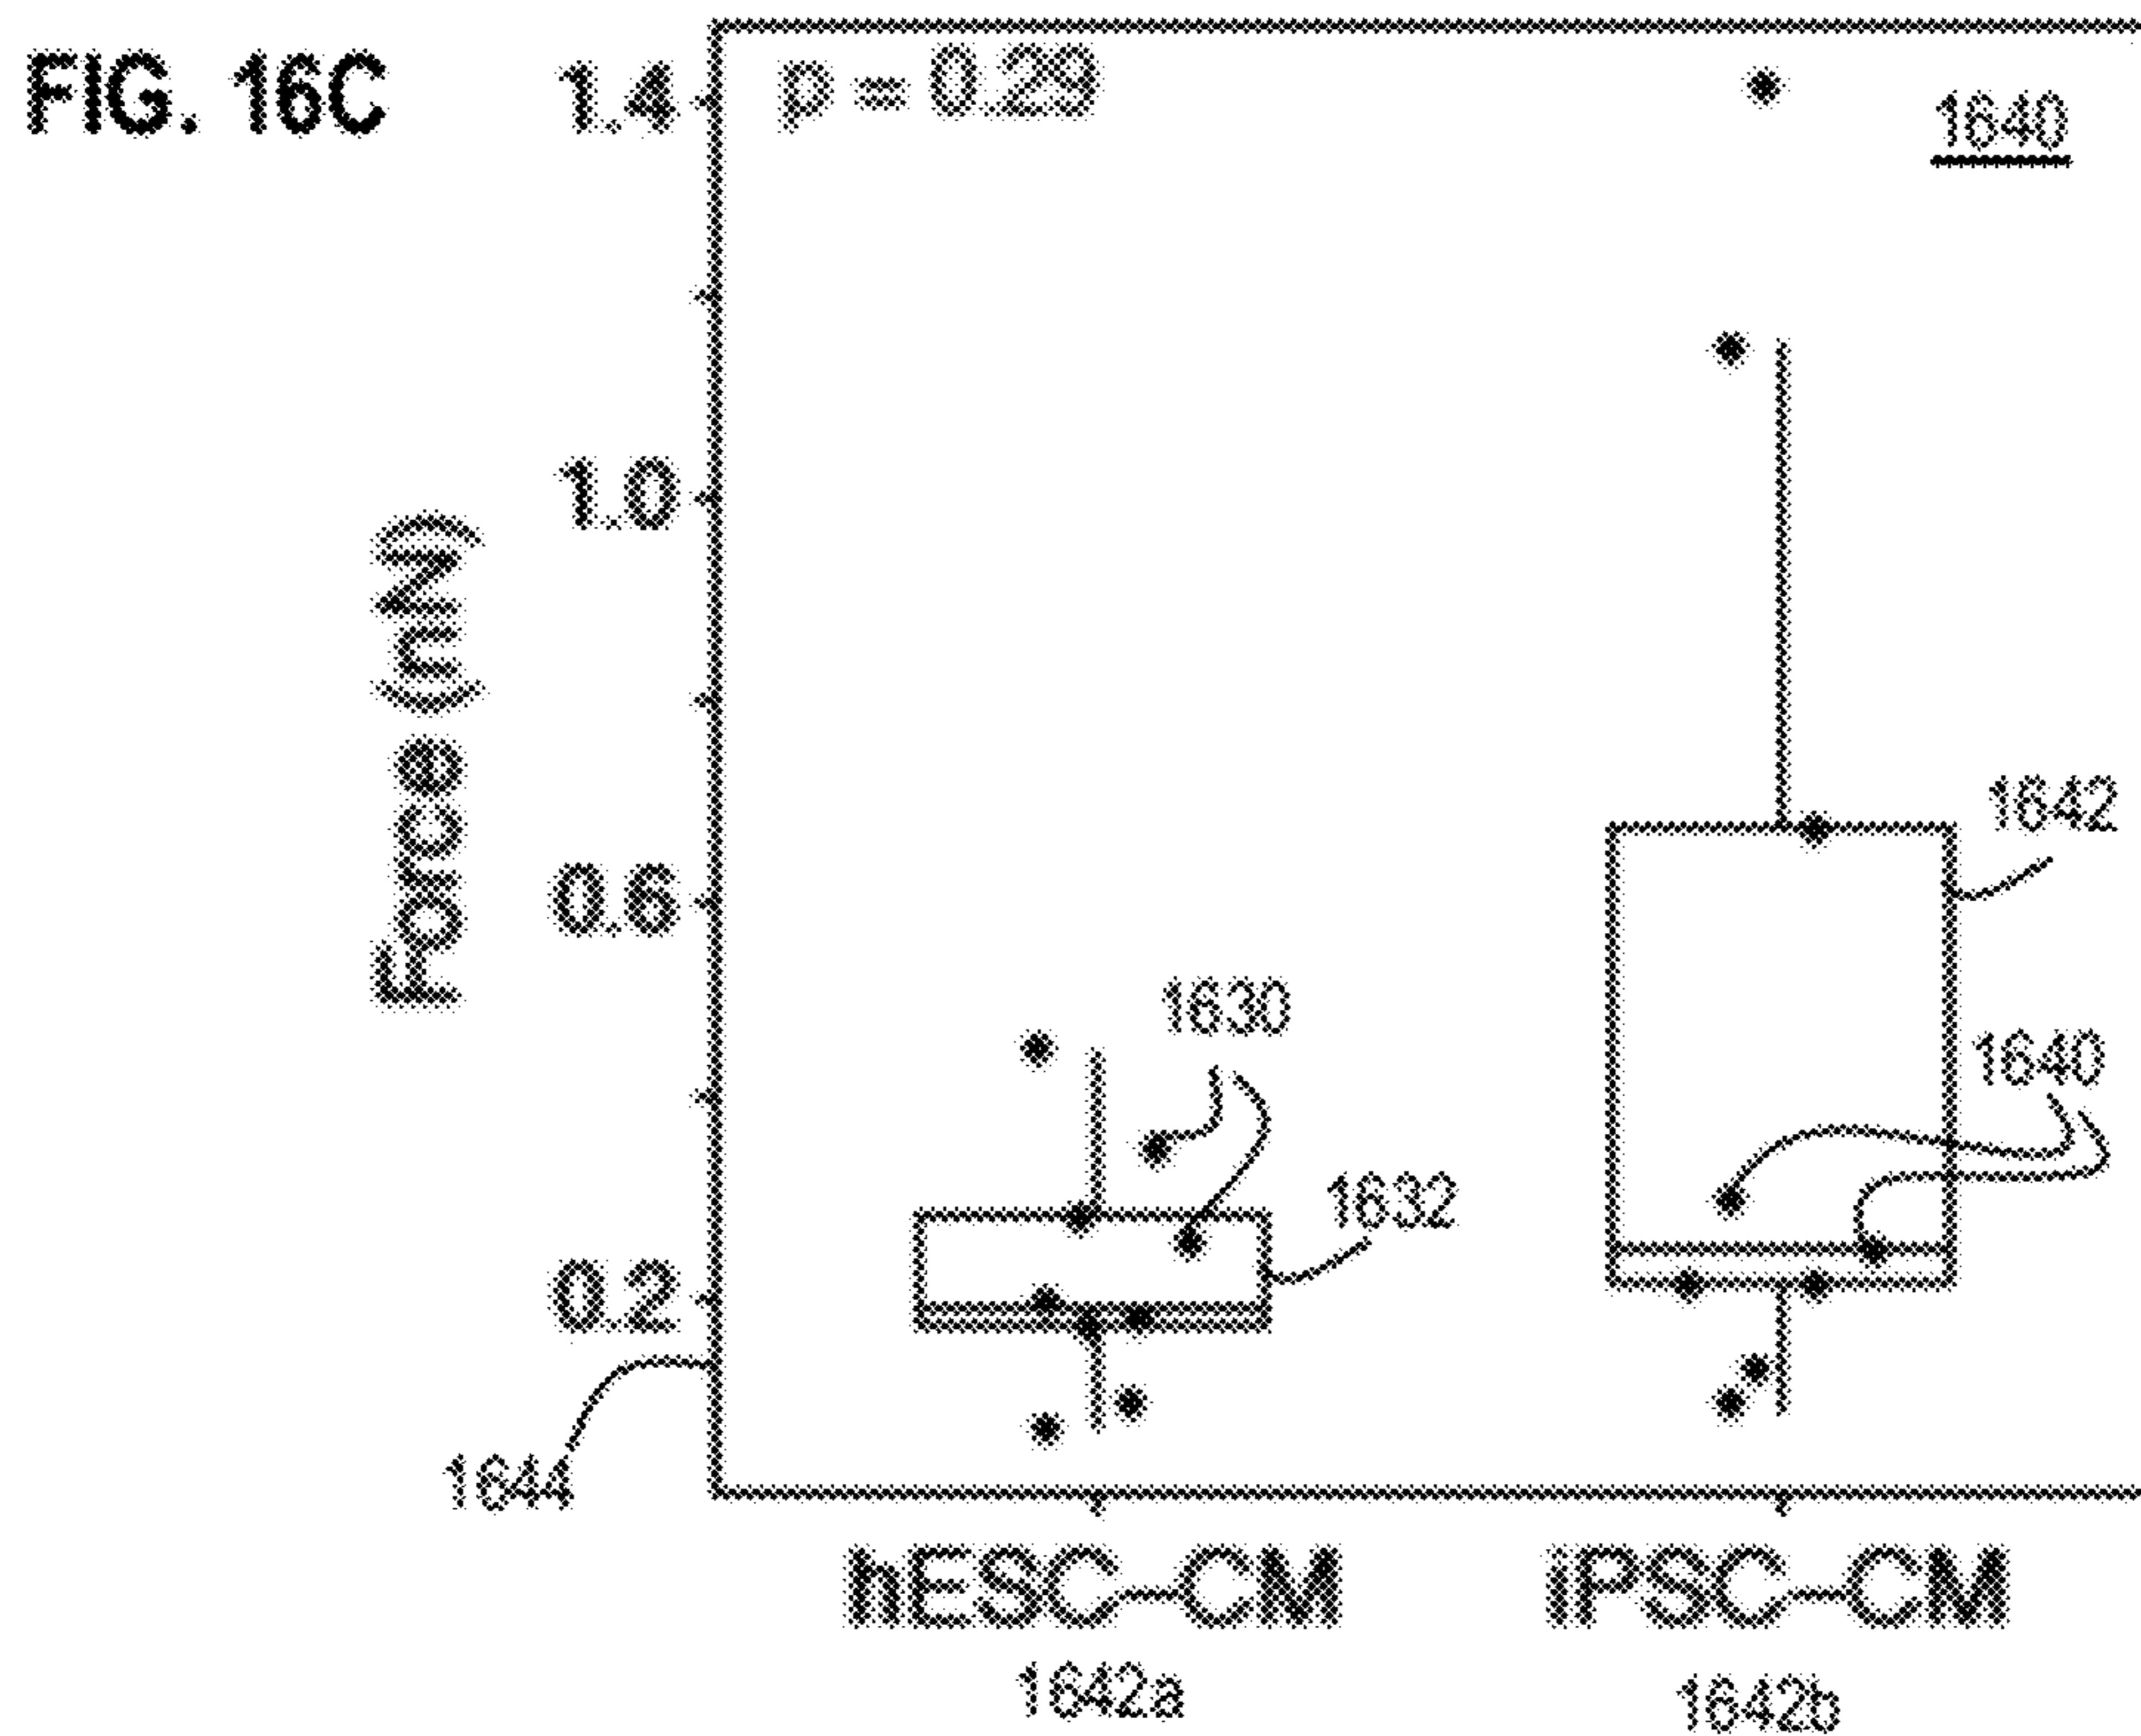 FIG. 16C
1.4
p = 0.29
1640
1.0
Force (mN)
1642
0.6
1630
1640
1632
0.2
1644
hESC–CM
iPSC–CM
1642a
1642b